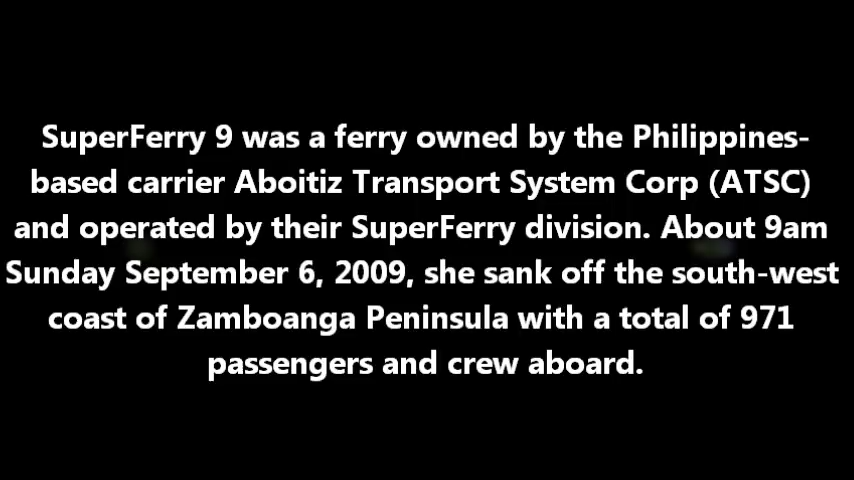 SuperFerry 9 was a ferry owned by the Philippines-
based carrier Aboitiz Transport System Corp (ATSC)
and operated by their SuperFerry division. About 9am
Sunday September 6, 2009, she sank off the south-west
coast of Zamboanga Peninsula with a total of 971
passengers and crew aboard.